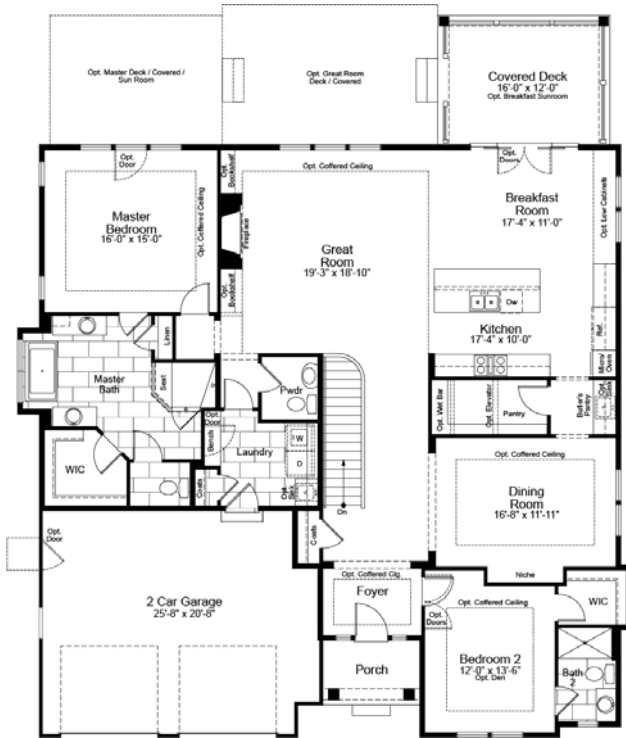 Opt. Master Deck / Covered /
Sun Room
Opt. Great Room
Deck / Covered
Covered Deck
16'-0" x 12'-0"
Opt. Breakfast Sunroom
Opt.
Door
Opt.
Doors
Opt. Bookshelf
Opt. Coffered Ceiling
Opt. Coffered Ceiling
Master
Bedroom
16'-0" x 15'-0"
Breakfast
Room
17'-4" x 11'-0"
Opt. Low Cabinets
Fireplace
Great
Room
19'-3" x 18'-10"
Opt. Bookshelf
Dw
Kitchen
17'-4" x 10'-0"
Ref.
Micro/
Oven
Linen
Master
Bath
Seat
Pwdr
Opt. Wet Bar
Opt. Elevator
Pantry
Butler's
Pantry
Opt.
Sink
Opt.
Door
Bench
Laundry
W
D
Opt.
Sink
WIC
Coats
Dn
Opt. Coffered Ceiling
Dining
Room
16'-8" x 11'-11"
Niche
Opt.
Door
Coats
2 Car Garage
25'-8" x 20'-8"
Opt. Coffered Clg.
Foyer
Opt.
Doors
Opt. Coffered Ceiling
WIC
Porch
Bedroom 2
12'-0" x 13'-6"
Opt. Den
Bath
2